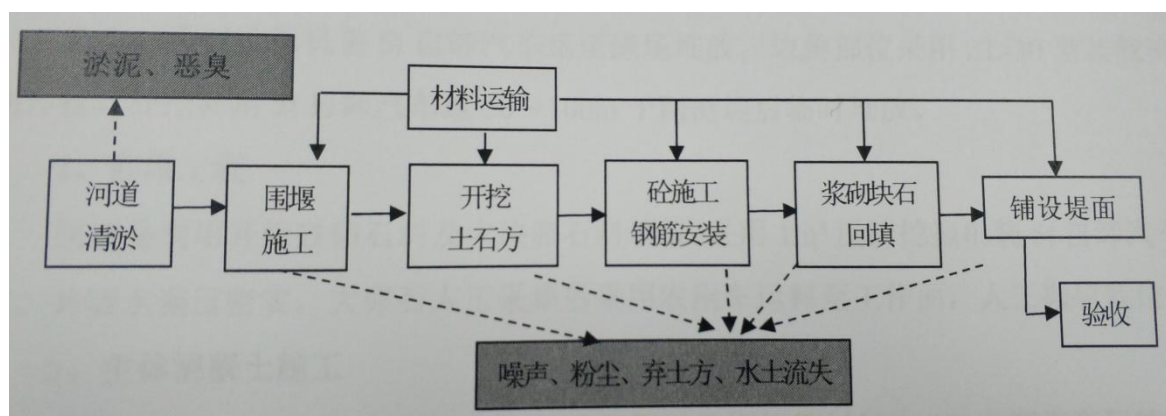 淤泥、恶臭
材料运输
河道
清淤
围堰
施工
开挖
土石方
砼施工
钢筋安装
浆砌块石
回填
铺设堤面
验收
噪声、粉尘、弃土方、水土流失